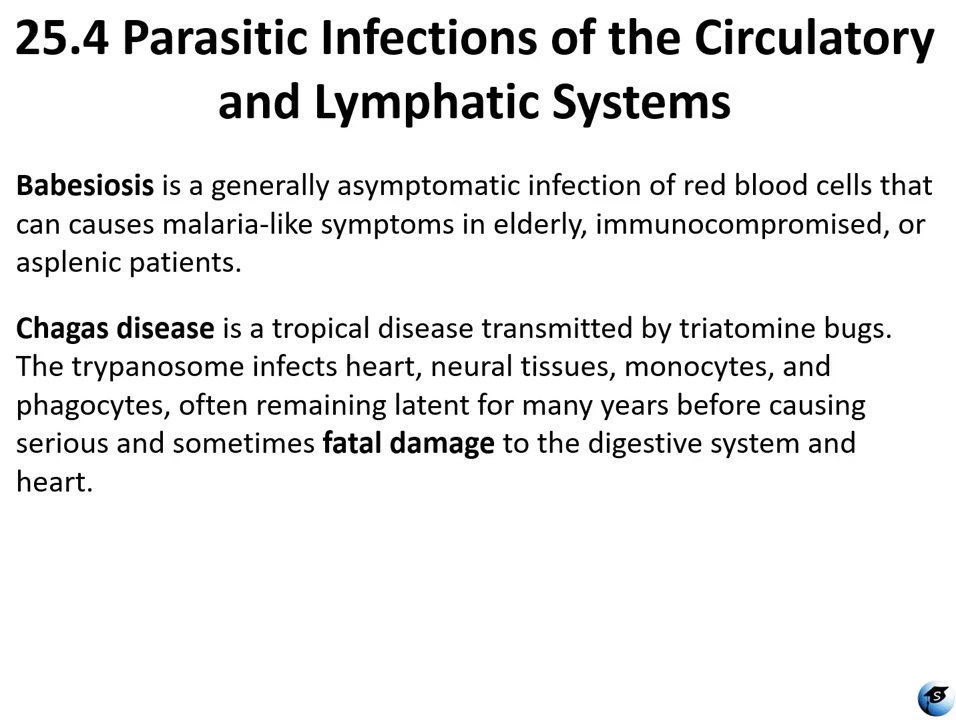 25.4 Parasitic Infections of the Circulatory
and Lymphatic Systems
Babesiosis is a generally asymptomatic infection of red blood cells that
can causes malaria-like symptoms in elderly, immunocompromised, or
asplenic patients.
Chagas disease is a tropical disease transmitted by triatomine bugs.
The trypanosome infects heart, neural tissues, monocytes, and
phagocytes, often remaining latent for many years before causing
serious and sometimes fatal damage to the digestive system and
heart.
S